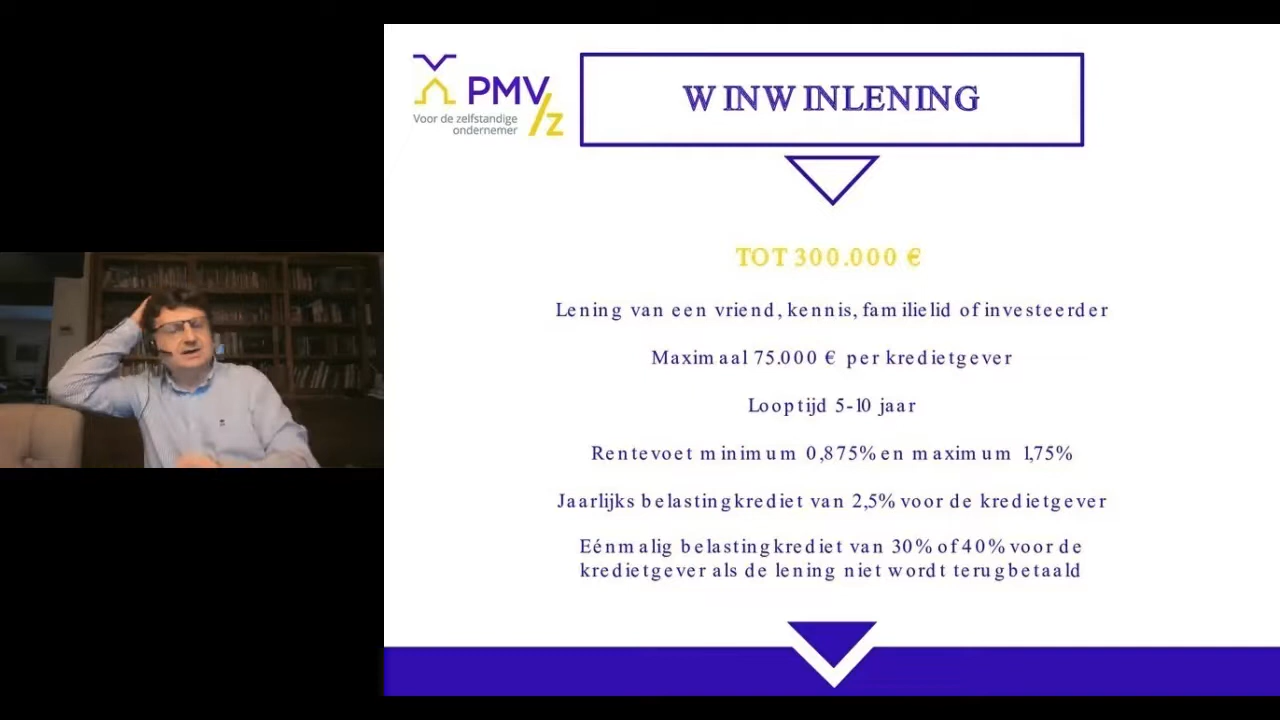 PMV
/z
Voor de zelfstandige
ondernemer
WINWINLENING
TOT 300.000 €
Lening van een vriend, kennis, familielid of investeerder
Maximaal 75.000 € per kredietgever
Looptijd 5-10 jaar
Rentevoet minimum 0,875% en maximum 1,75%
Jaarlijks belastingkrediet van 2,5% voor de kredietgever
Eénmalig belastingkrediet van 30% of 40% voor de
kredietgever als de lening niet wordt terugbetaald